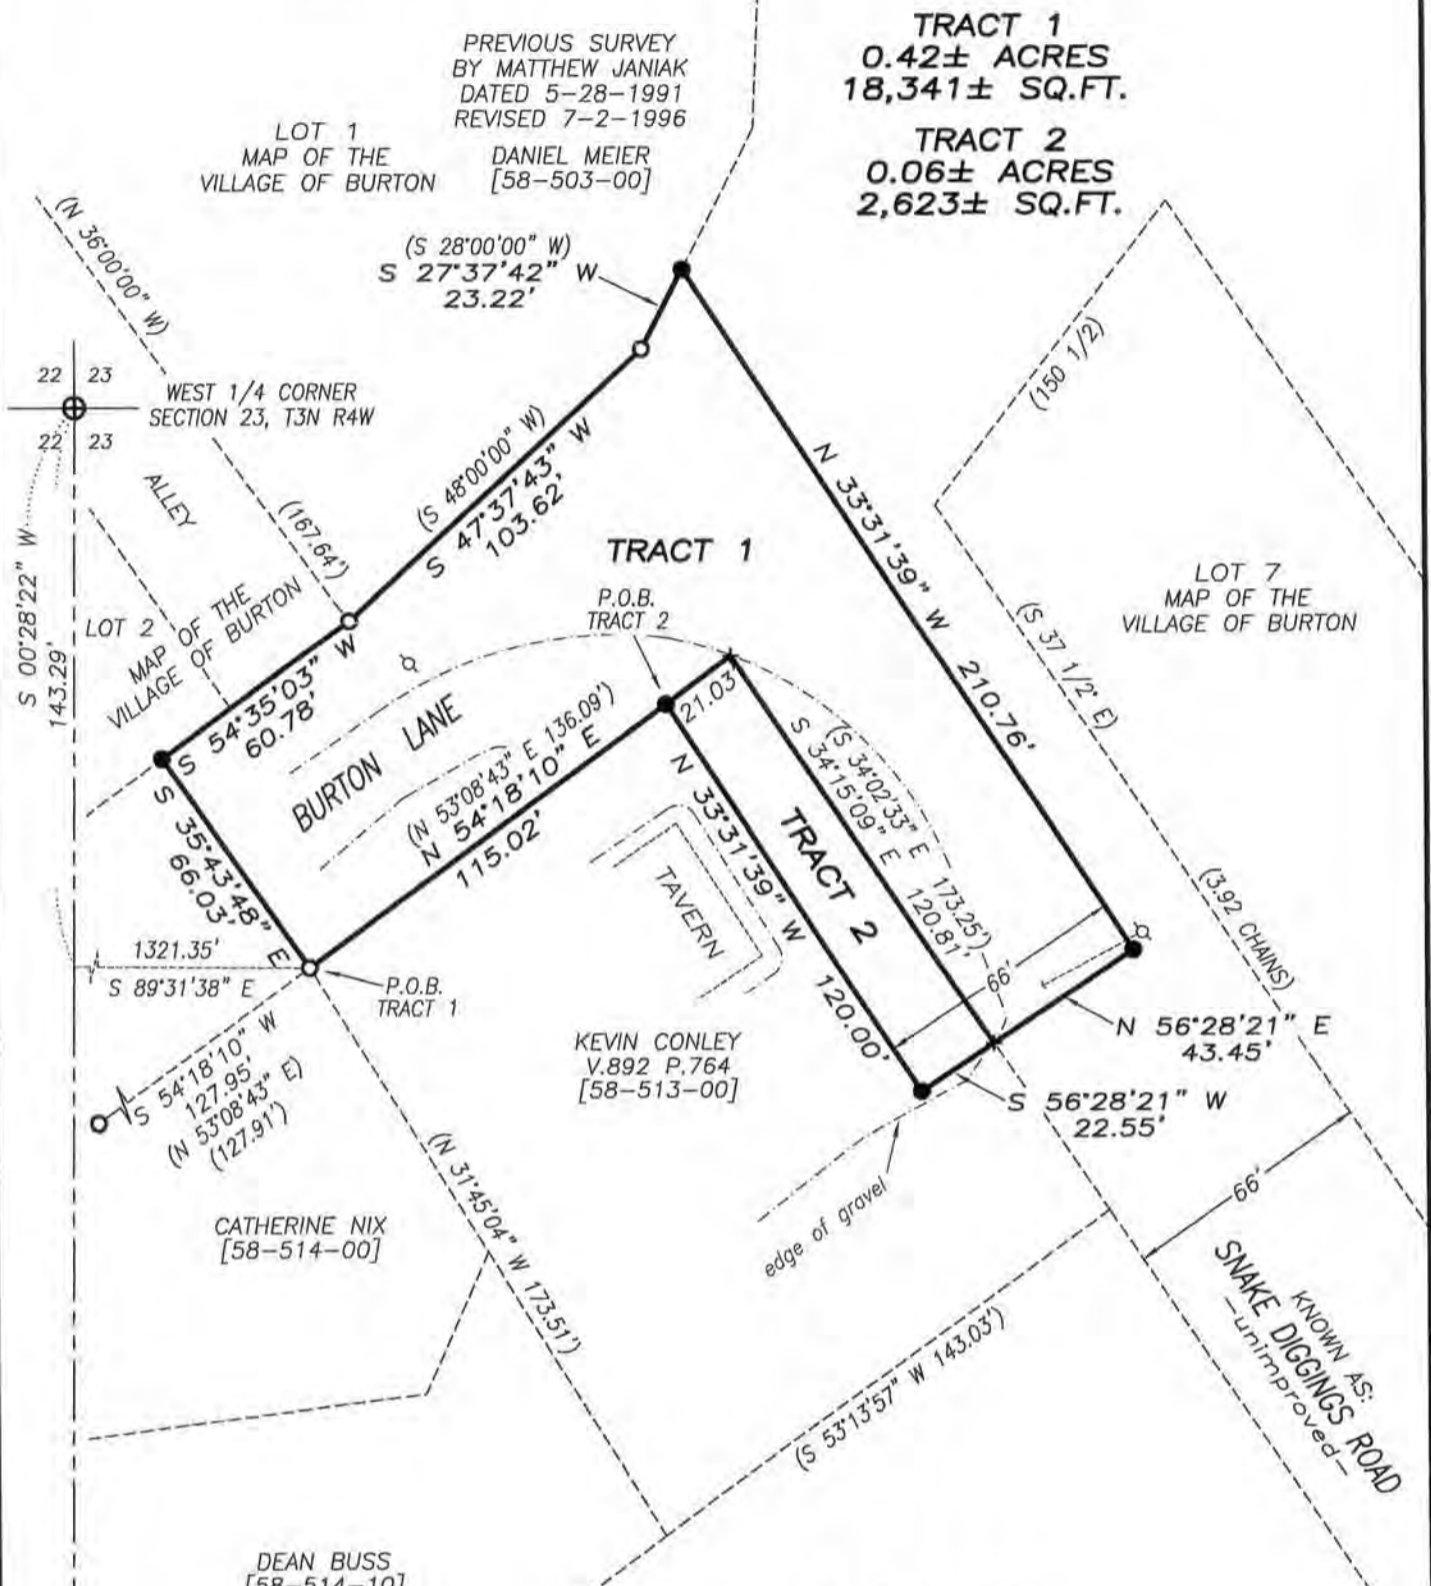 TRACT 1
0.42± ACRES
18,341± SQ.FT.
TRACT 2
0.06± ACRES
2,623± SQ.FT.
PREVIOUS SURVEY
BY MATTHEW JANIAK
DATED 5-28-1991
REVISED 7-2-1996
DANIEL MEIER
[58-503-00]
LOT 1
MAP OF THE
VILLAGE OF BURTON
(N 36°00'00" W)
(S 28°00'00" W)
S 27°37'42" W
23.22'
(150 1/2)
22 23
22 23
WEST 1/4 CORNER
SECTION 23, T3N R4W
ALLEY
(167.64')
(S 48°00'00" W)
S 47°37'43" W
103.62'
N 33°31'39" W 210.76'
TRACT 1
P.O.B.
TRACT 2
LOT 7
MAP OF THE
VILLAGE OF BURTON
(S 37 1/2° E)
(3.92 CHAINS)
S 00°28'22" W
143.29'
LOT 2
MAP OF THE
VILLAGE OF BURTON
S 54°35'03" W
60.78'
BURTON LANE
(N 53°08'43" E 136.09')
N 54°18'10" E
115.02'
21.03'
(S 34°02'33" E 173.25')
S 34°15'09" E 120.81'
TRACT 2
N 33°31'39" W 120.00'
TAVERN
S 35°43'48" E
66.03'
1321.35'
S 89°31'38" E
P.O.B.
TRACT 1
66'
N 56°28'21" E
43.45'
S 56°28'21" W
22.55'
KEVIN CONLEY
V.892 P.764
[58-513-00]
S 54°18'10" W
127.95'
(N 53°08'43" E)
(127.91')
edge of gravel
66'
CATHERINE NIX
[58-514-00]
(N 31°45'04" W 173.51')
(S 53°13'57" W 143.03')
KNOWN AS:
SNAKE DIGGINGS ROAD
-unimproved-
DEAN BUSS
[58-514-10]